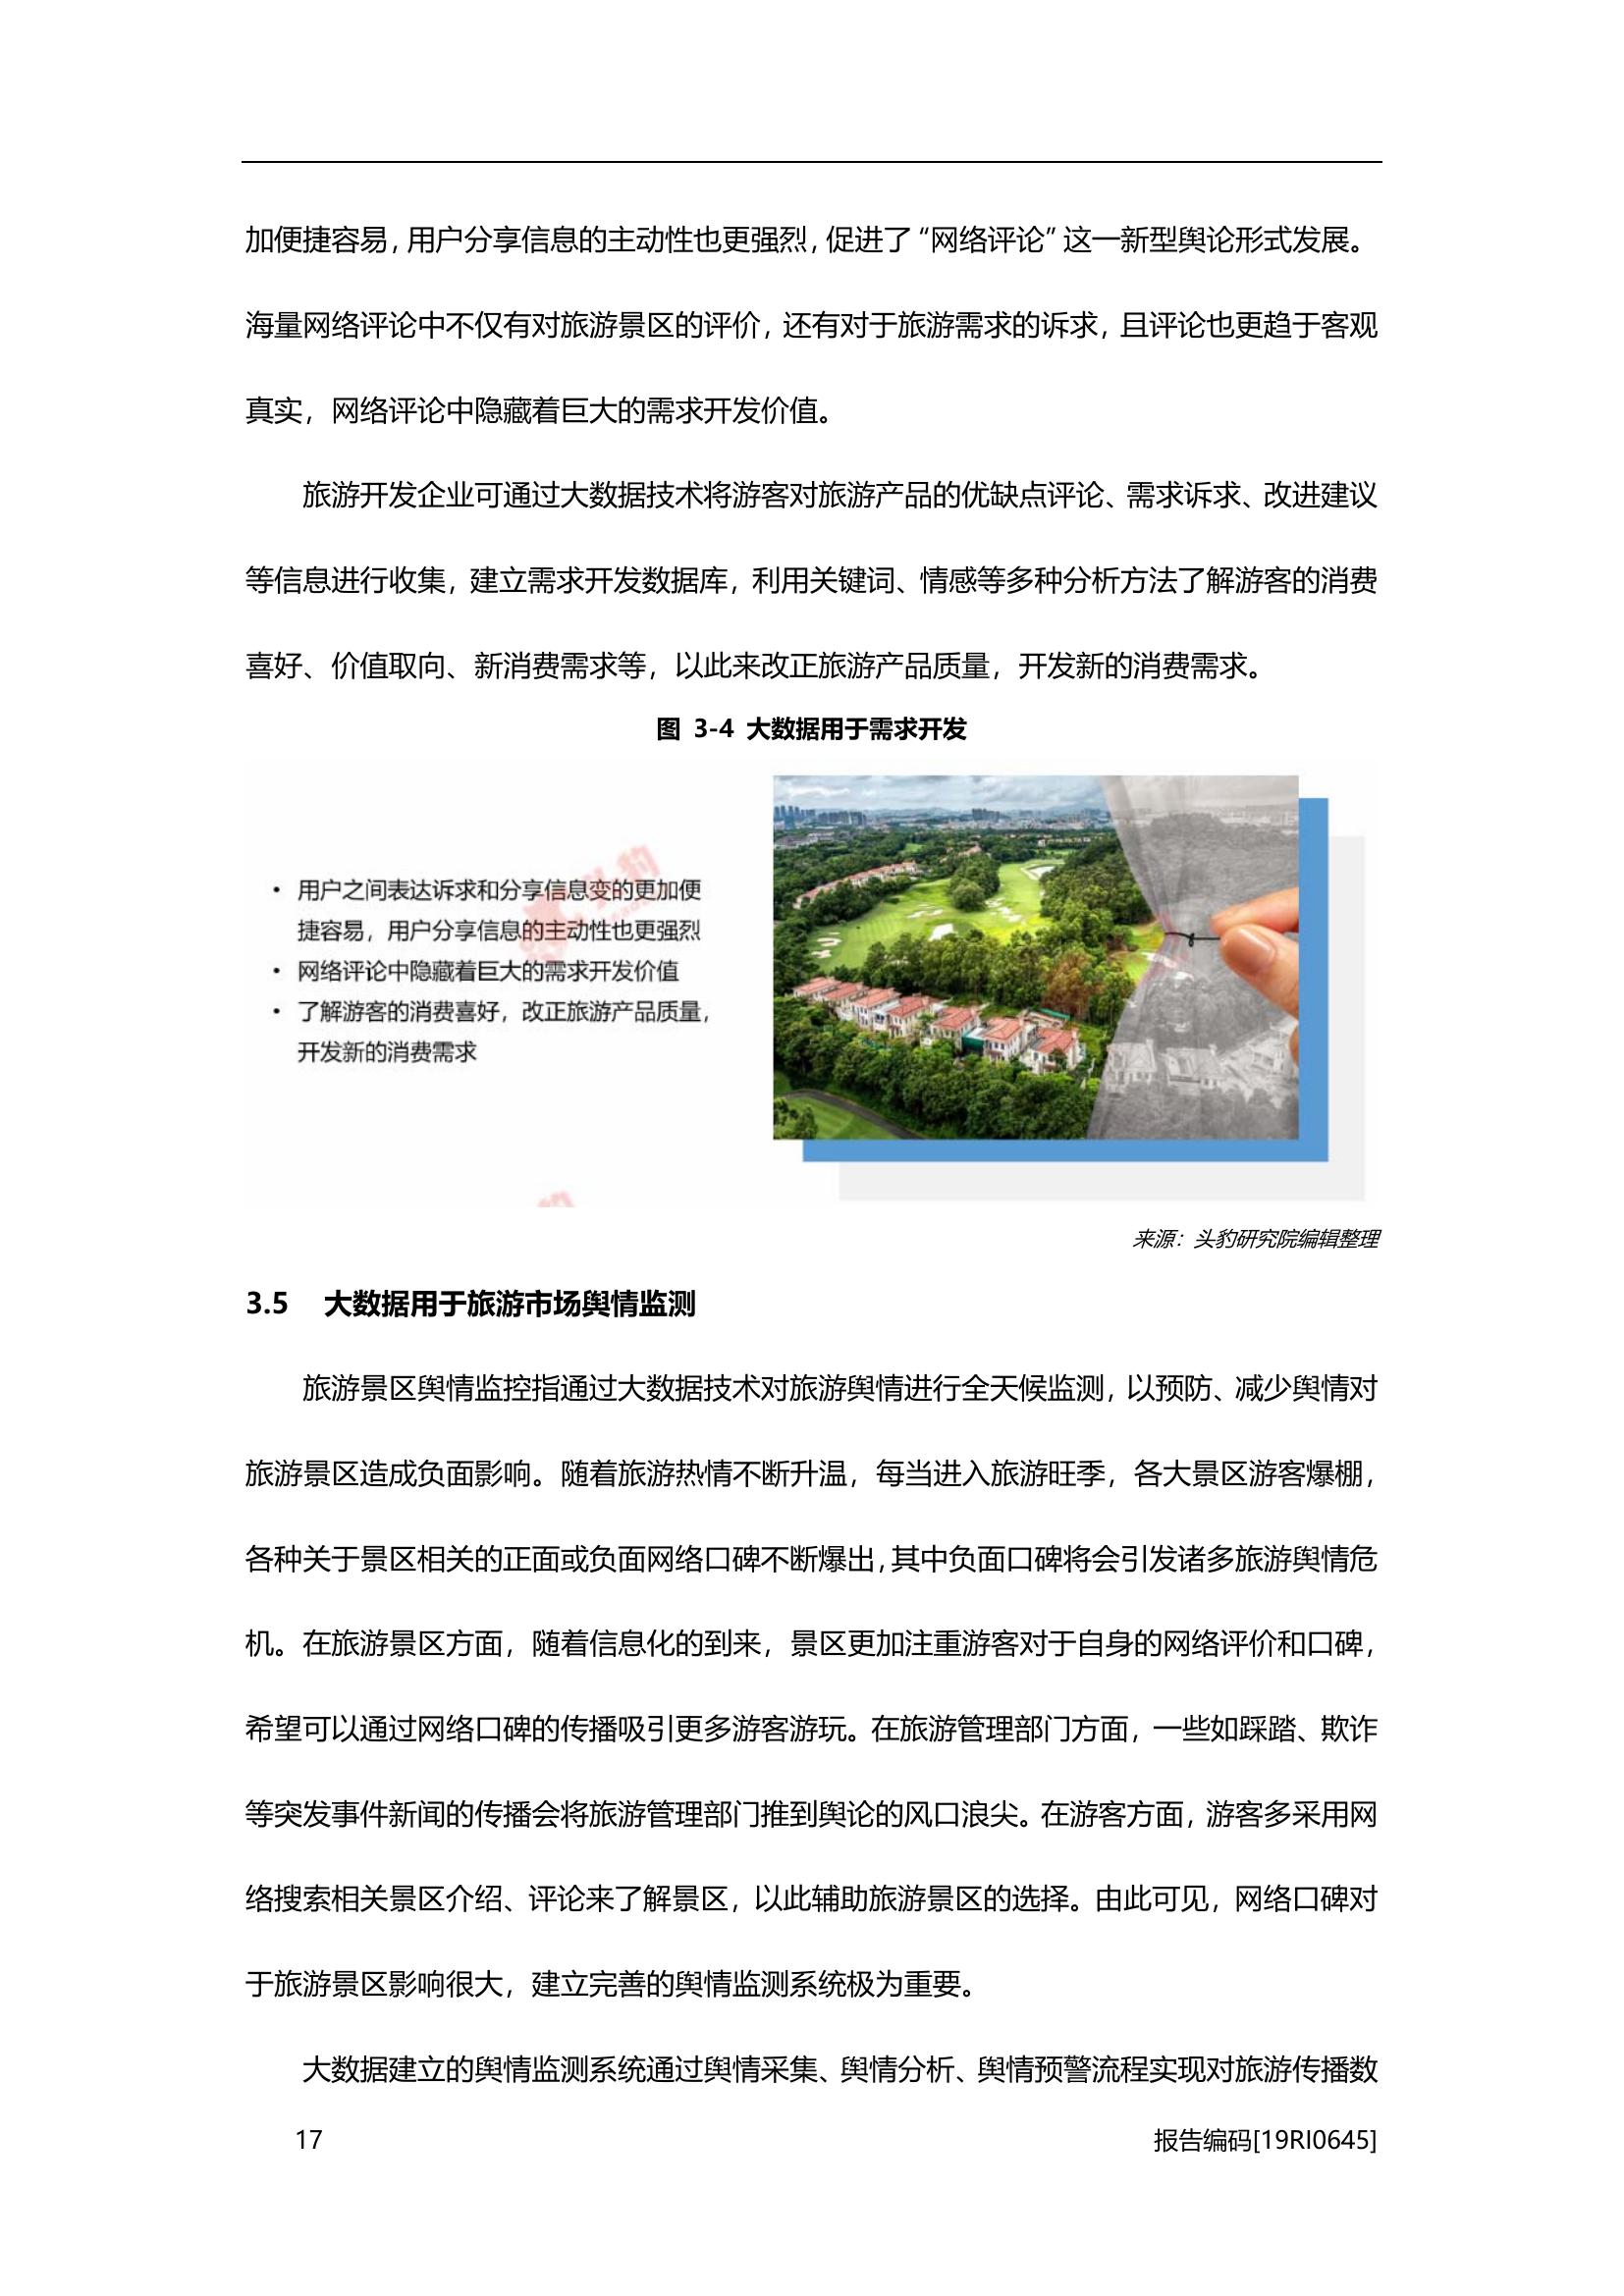 加便捷容易，用户分享信息的主动性也更强烈，促进了“网络评论”这一新型舆论形式发展。
海量网络评论中不仅有对旅游景区的评价，还有对于旅游需求的诉求，且评论也更趋于客观
真实，网络评论中隐藏着巨大的需求开发价值。
旅游开发企业可通过大数据技术将游客对旅游产品的优缺点评论、需求诉求、改进建议
等信息进行收集，建立需求开发数据库，利用关键词、情感等多种分析方法了解游客的消费
喜好、价值取向、新消费需求等，以此来改正旅游产品质量，开发新的消费需求。
图 3-4 大数据用于需求开发
• 用户之间表达诉求和分享信息变的更加便
捷容易，用户分享信息的主动性也更强烈
• 网络评论中隐藏着巨大的需求开发价值
• 了解游客的消费喜好，改正旅游产品质量，
开发新的消费需求
头豹
来源：头豹研究院编辑整理
3.5 大数据用于旅游市场舆情监测
旅游景区舆情监控指通过大数据技术对旅游舆情进行全天候监测，以预防、减少舆情对
旅游景区造成负面影响。随着旅游热情不断升温，每当进入旅游旺季，各大景区游客爆棚，
各种关于景区相关的正面或负面网络口碑不断爆出，其中负面口碑将会引发诸多旅游舆情危
机。在旅游景区方面，随着信息化的到来，景区更加注重游客对于自身的网络评价和口碑，
希望可以通过网络口碑的传播吸引更多游客游玩。在旅游管理部门方面，一些如踩踏、欺诈
等突发事件新闻的传播会将旅游管理部门推到舆论的风口浪尖。在游客方面，游客多采用网
络搜索相关景区介绍、评论来了解景区，以此辅助旅游景区的选择。由此可见，网络口碑对
于旅游景区影响很大，建立完善的舆情监测系统极为重要。
大数据建立的舆情监测系统通过舆情采集、舆情分析、舆情预警流程实现对旅游传播数
17 报告编码[19RI0645]